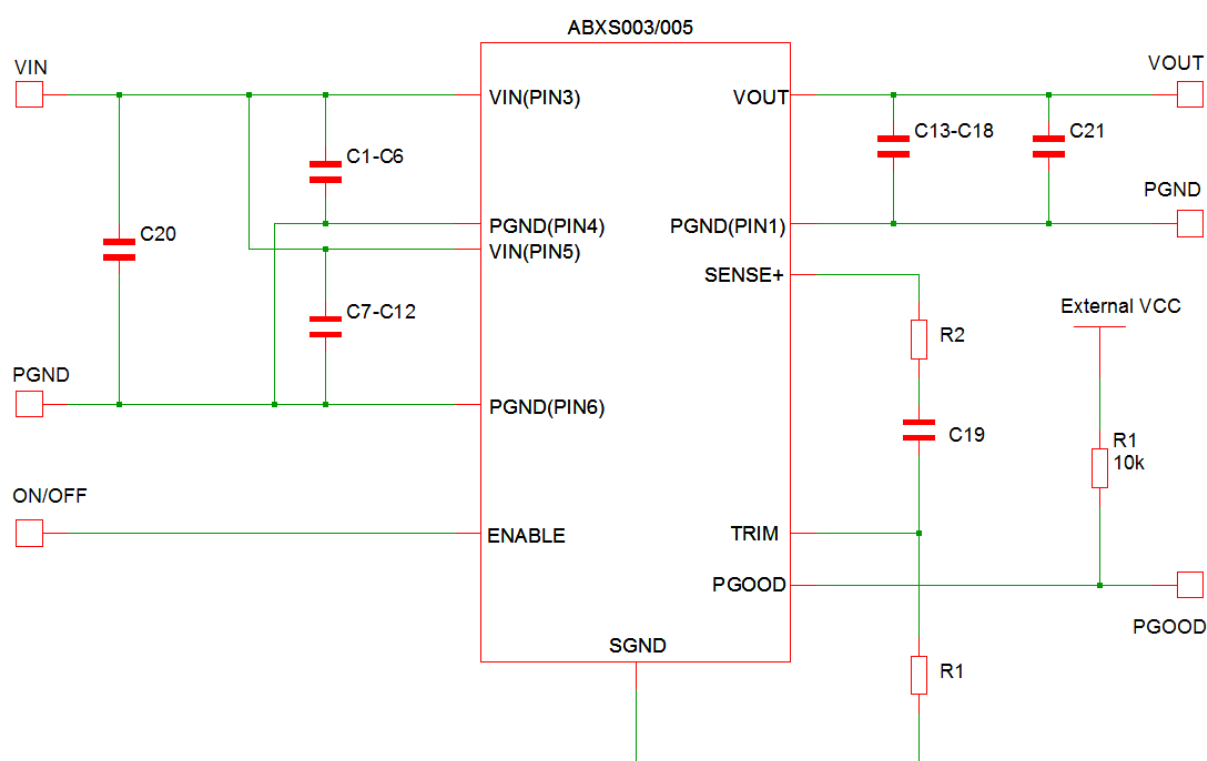 ABXS003/005
VIN
VOUT
VIN(PIN3)
VOUT
C13-C18
C21
C1-C6
PGND
C20
PGND(PIN4)
PGND(PIN1)
VIN(PIN5)
SENSE+
C7-C12
External VCC
R2
PGND
PGND(PIN6)
C19
R1
10k
ON/OFF
ENABLE
TRIM
PGOOD
PGOOD
SGND
R1